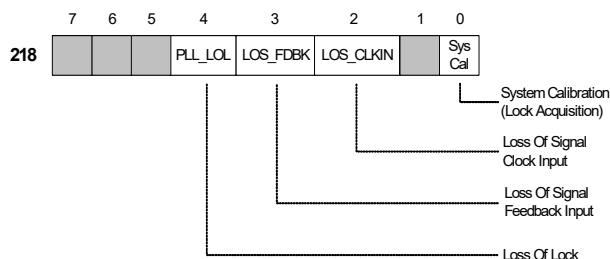 7 6 5 4 3 2 1 0
218 PLL_LOL LOS_FDBK LOS_CLKIN Sys
Cal
System Calibration
(Lock Acquisition)
Loss Of Signal
Clock Input
Loss Of Signal
Feedback Input
Loss Of Lock